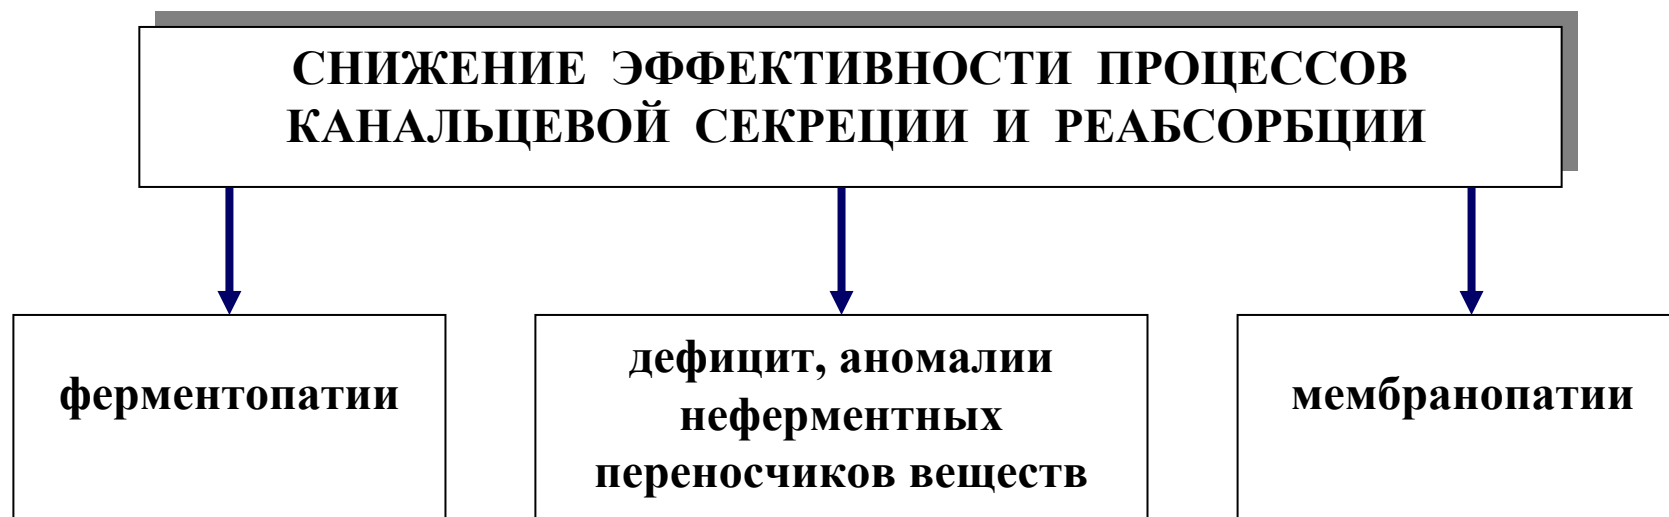 СНИЖЕНИЕ ЭФФЕКТИВНОСТИ ПРОЦЕССОВ
КАНАЛЬЦЕВОЙ СЕКРЕЦИИ И РЕАБСОРБЦИИ
ферментопатии
дефицит, аномалии
неферментных
переносчиков веществ
мембранопатии